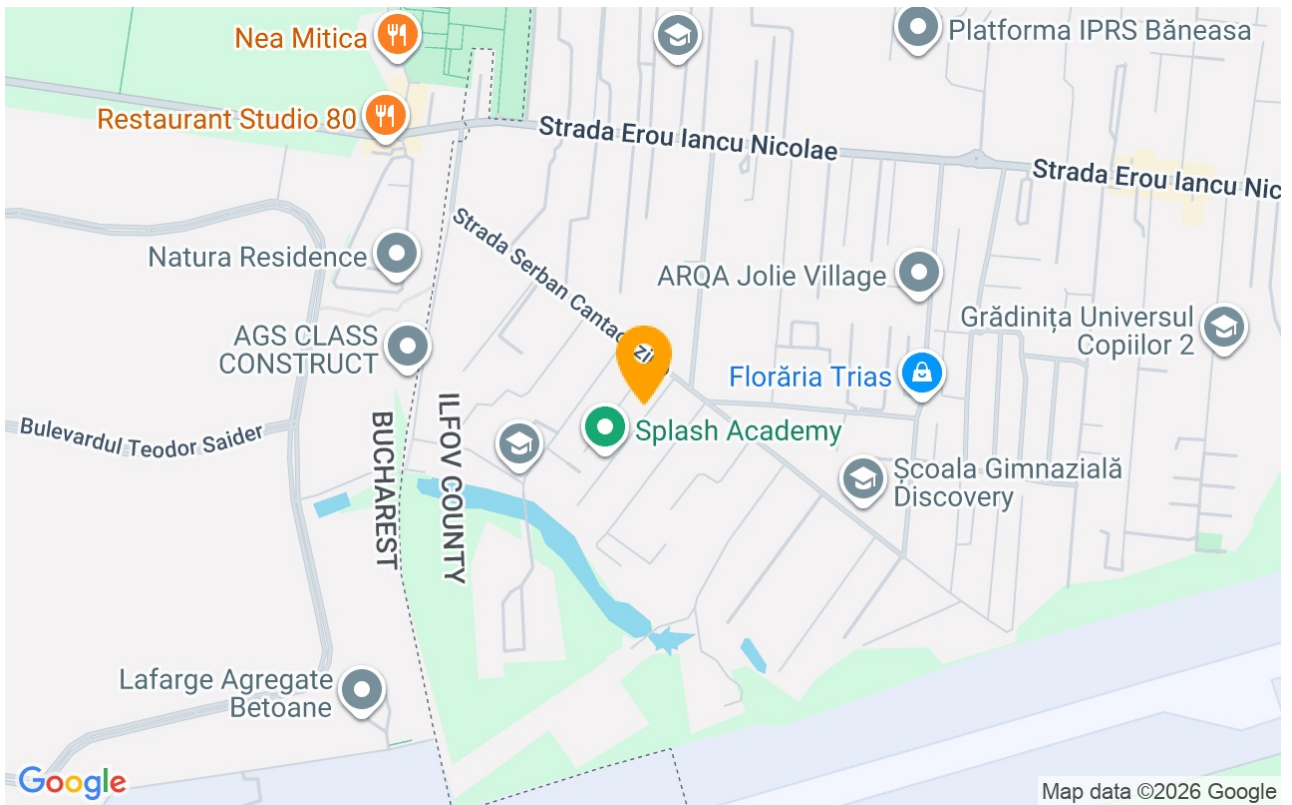 Nea Mitica
Platforma IPRS Băneasa
Restaurant Studio 80
Strada Erou Iancu Nicolae
Strada Erou Iancu Nic
Strada Serban Cantac
zi
Natura Residence
ARQA Jolie Village
AGS CLASS
CONSTRUCT
Grădinița Universul
Copiilor 2
Florăria Trias
Bulevardul Teodor Saider
BUCHAREST
ILFOV COUNTY
Splash Academy
Școala Gimnazială
Discovery
Lafarge Agregate
Betoane
Google
Map data ©2026 Google